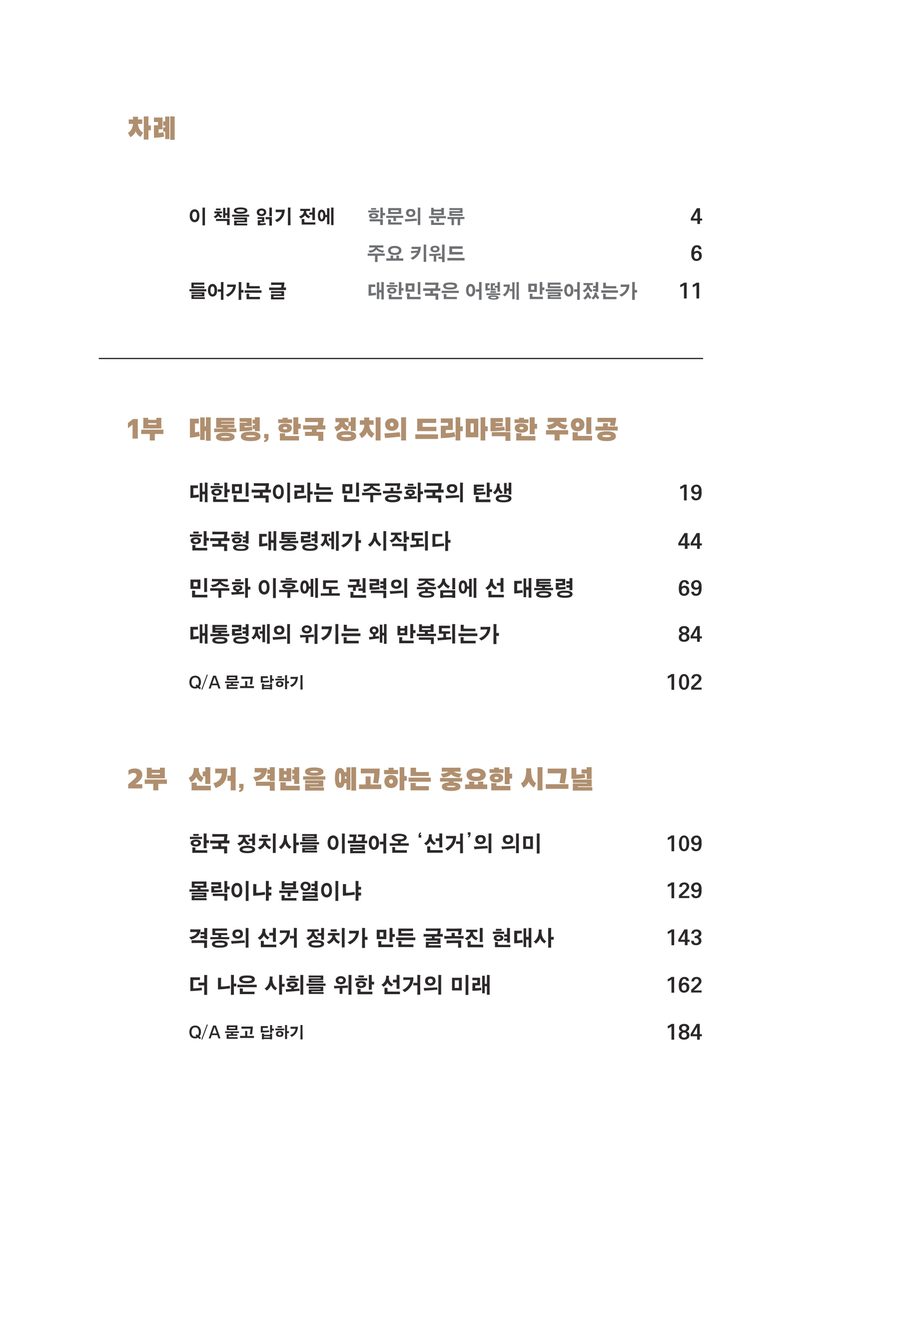 차례
이 책을 읽기 전에 학문의 분류 4
주요 키워드 6
들어가는 글 대한민국은 어떻게 만들어졌는가 11
1부 대통령, 한국 정치의 드라마틱한 주인공
대한민국이라는 민주공화국의 탄생 19
한국형 대통령제가 시작되다 44
민주화 이후에도 권력의 중심에 선 대통령 69
대통령제의 위기는 왜 반복되는가 84
Q/A 묻고 답하기 102
2부 선거, 격변을 예고하는 중요한 시그널
한국 정치사를 이끌어온 ‘선거’의 의미 109
몰락이냐 분열이냐 129
격동의 선거 정치가 만든 굴곡진 현대사 143
더 나은 사회를 위한 선거의 미래 162
Q/A 묻고 답하기 184